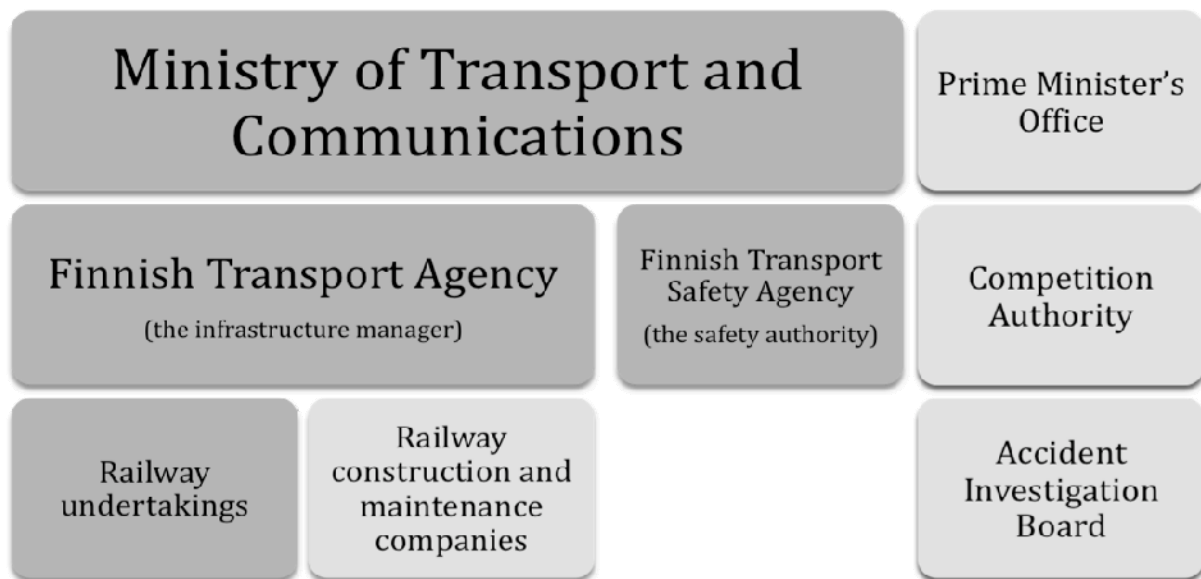 Ministry of Transport and
Communications
Prime Minister's
Office
Finnish Transport Agency
(the infrastructure manager)
Finnish Transport
Safety Agency
(the safety authority)
Competition
Authority
Railway
undertakings
Railway
construction and
maintenance
companies
Accident
Investigation
Board